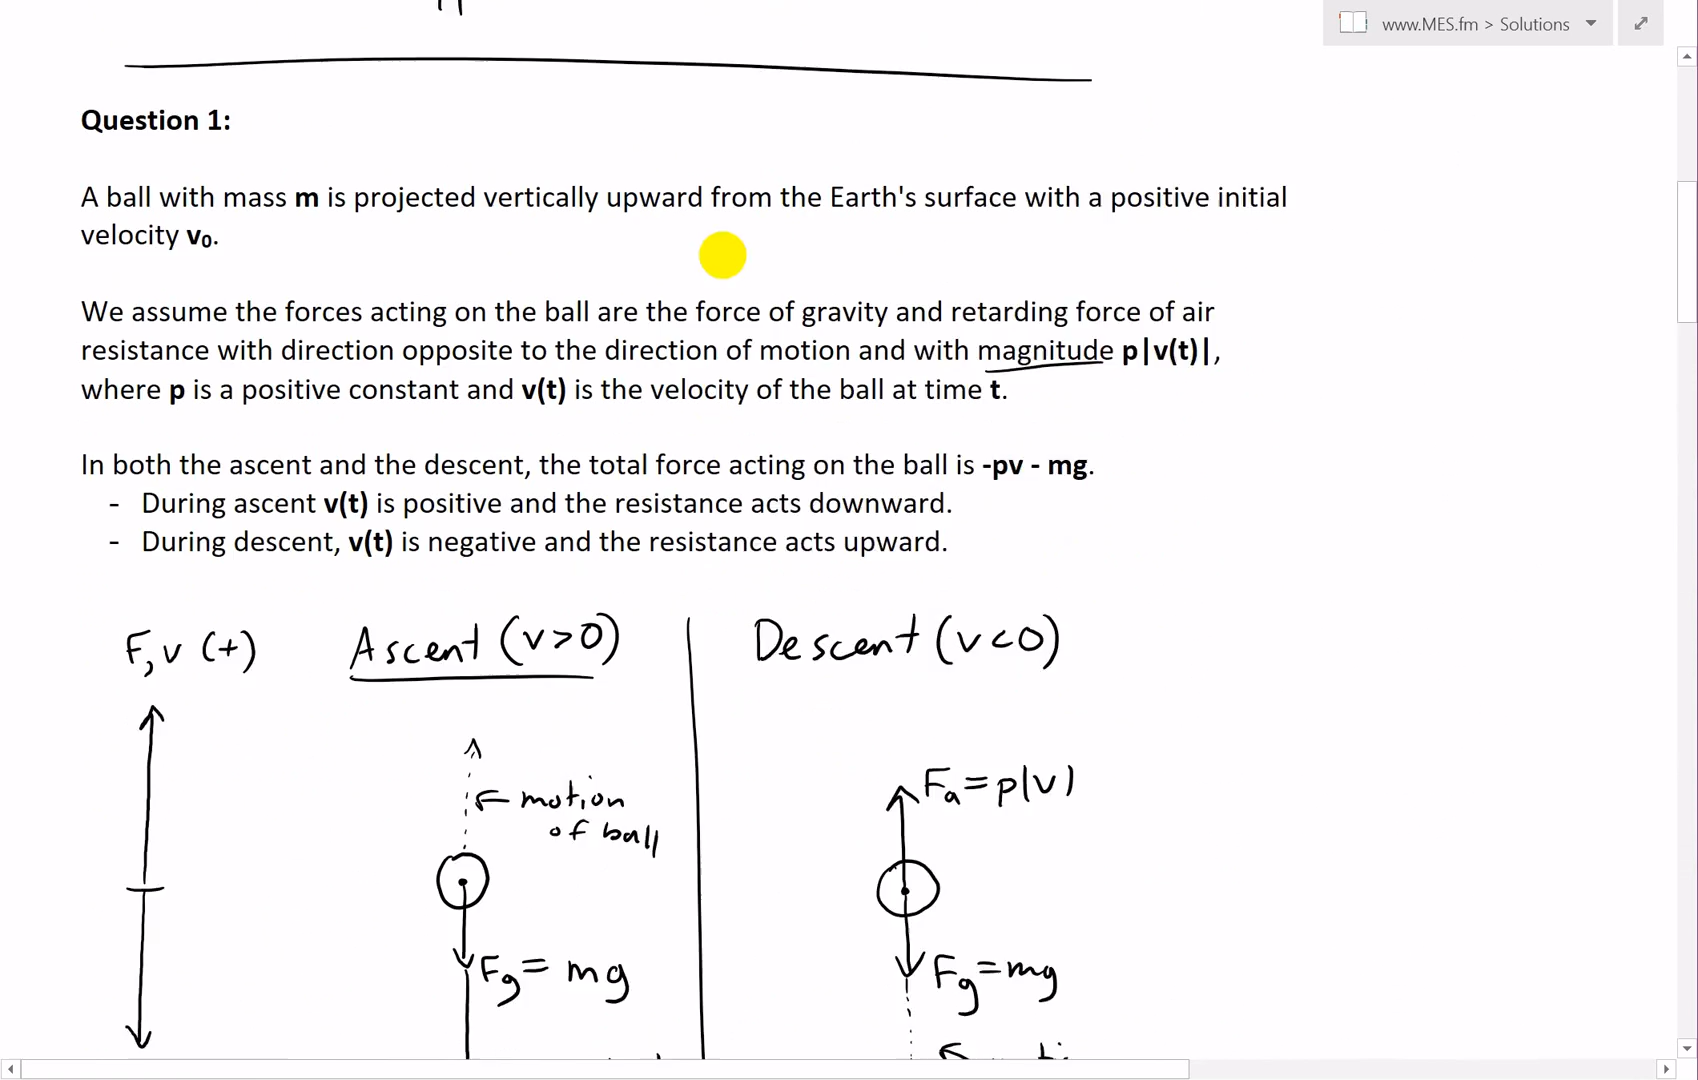 www.MES.fm > Solutions
Question 1:
A ball with mass m is projected vertically upward from the Earth's surface with a positive initial
velocity v₀.
We assume the forces acting on the ball are the force of gravity and retarding force of air
resistance with direction opposite to the direction of motion and with magnitude p|v(t)|,
where p is a positive constant and v(t) is the velocity of the ball at time t.
In both the ascent and the descent, the total force acting on the ball is -pv - mg.
- During ascent v(t) is positive and the resistance acts downward.
- During descent, v(t) is negative and the resistance acts upward.
F, v (+)
Ascent (v>0)
Descent (v<0)
← motion
of ball
Fg = mg
Fa = p|v|
Fg = mg